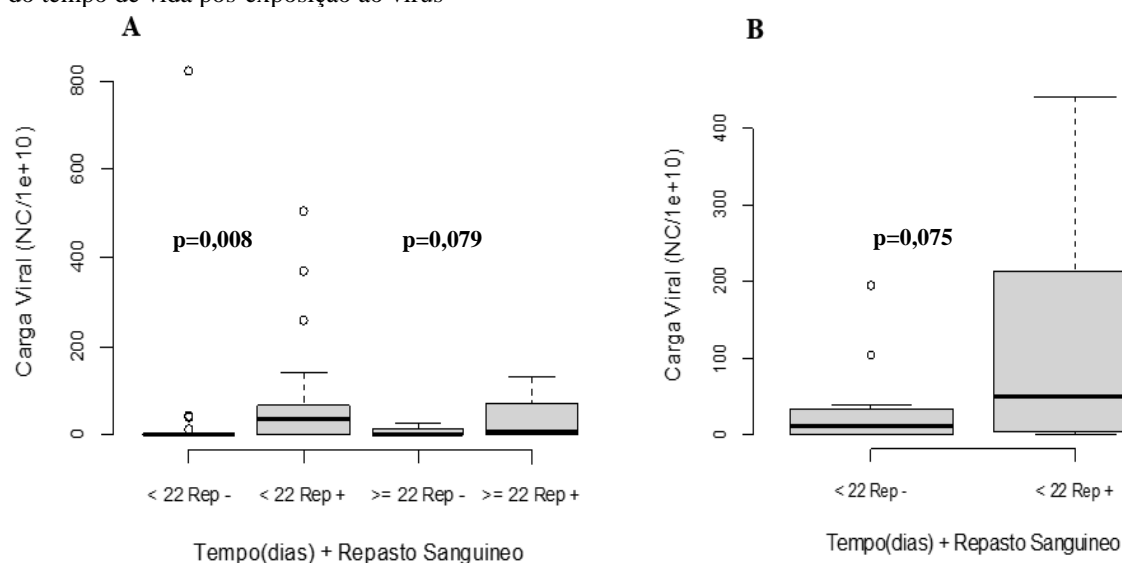 do tempo de vida pós-exposição ao vírus
A
Carga Viral (NC/1e+10)
800
600
400
200
0
p=0,008
p=0,079
< 22 Rep -
< 22 Rep +
>= 22 Rep -
>= 22 Rep +
Tempo(dias) + Repasto Sanguineo
B
Carga Viral (NC/1e+10)
400
300
200
100
0
p=0,075
< 22 Rep -
< 22 Rep +
Tempo(dias) + Repasto Sanguineo